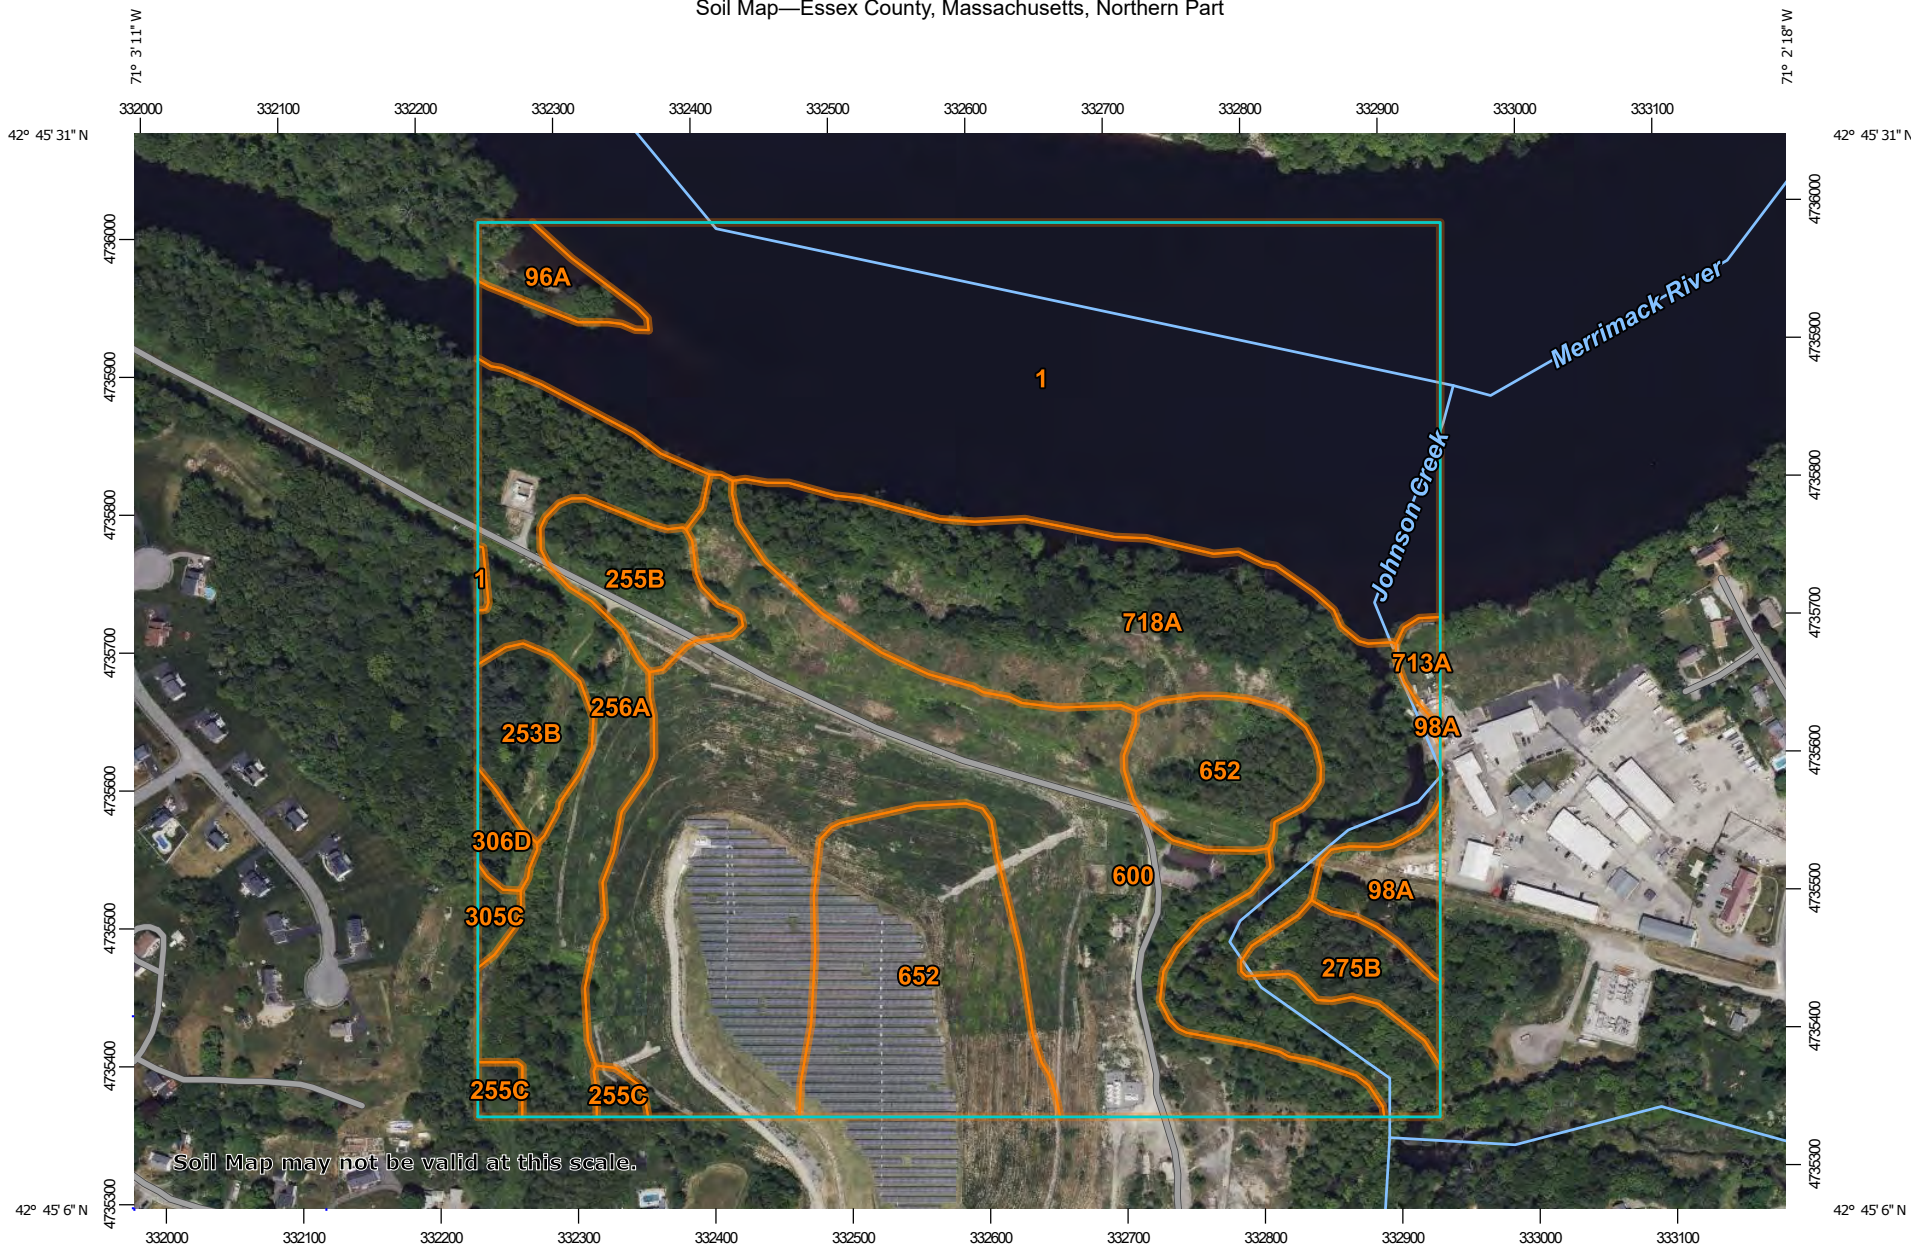 Soil Map—Essex County, Massachusetts, Northern Part
71° 3' 11" W
71° 2' 18" W
332000 332100 332200 332300 332400 332500 332600 332700 332800 332900 333000 333100
42° 45' 31" N
42° 45' 31" N
4736000
4736000
96A
Merrimack River
4735900
4735900
1
Johnson Creek
4735800
4735800
1
255B
718A
4735700
4735700
713A
256A
253B
98A
652
4735600
4735600
306D
600
98A
305C
4735500
4735500
275B
652
4735400
4735400
255C
255C
Soil Map may not be valid at this scale.
4735300
4735300
42° 45' 6" N
42° 45' 6" N
332000 332100 332200 332300 332400 332500 332600 332700 332800 332900 333000 333100